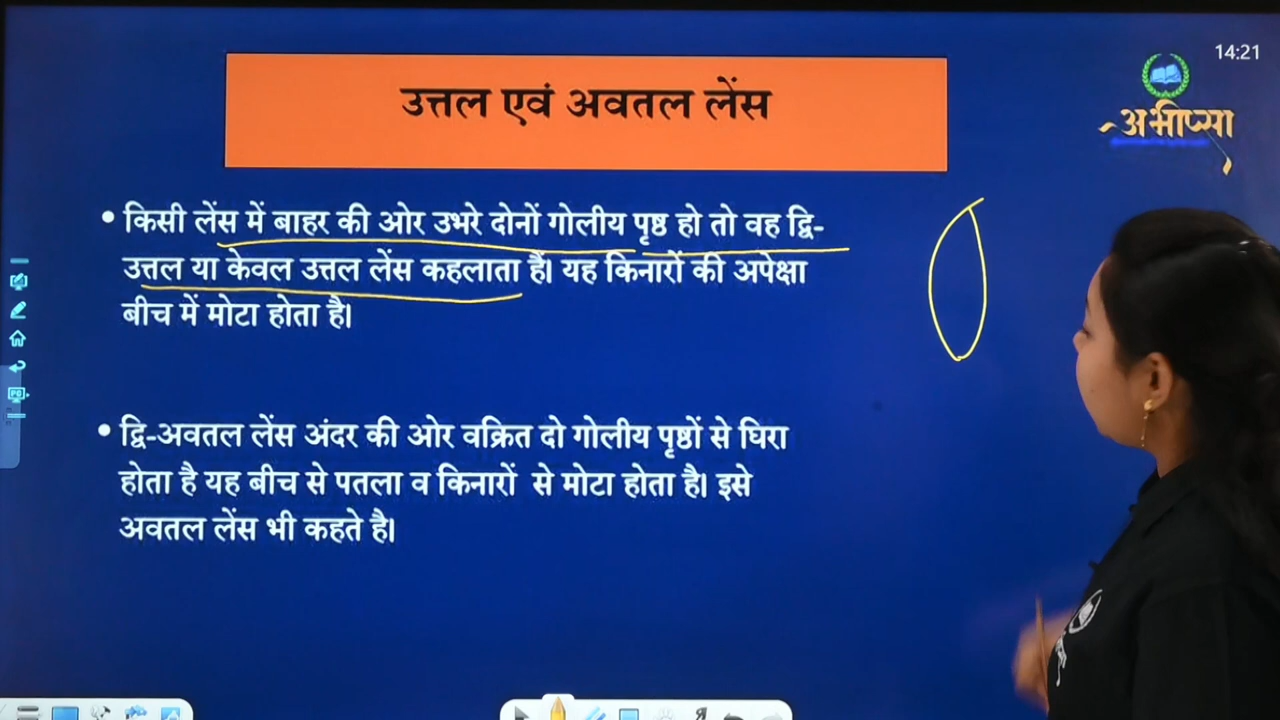 14:21
अभीप्सा
उत्तल एवं अवतल लेंस
• किसी लेंस में बाहर की ओर उभरे दोनों गोलीय पृष्ठ हो तो वह द्वि-
उत्तल या केवल उत्तल लेंस कहलाता है। यह किनारों की अपेक्षा
बीच में मोटा होता है।
• द्वि-अवतल लेंस अंदर की ओर वक्रित दो गोलीय पृष्ठों से घिरा
होता है यह बीच से पतला व किनारों से मोटा होता है। इसे
अवतल लेंस भी कहते है।